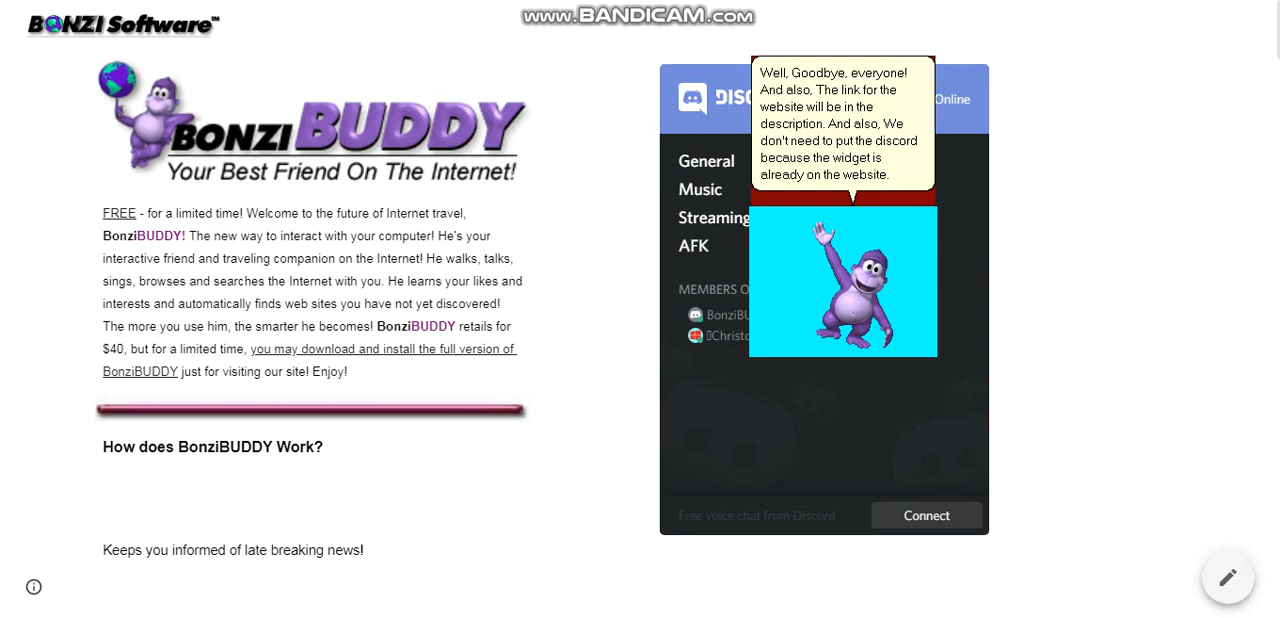 BONZI Software™
www.BANDICAM.com
BONZIBUDDY
Your Best Friend On The Internet!
FREE - for a limited time! Welcome to the future of Internet travel,
BonziBUDDY! The new way to interact with your computer! He's your
interactive friend and traveling companion on the Internet! He walks, talks,
sings, browses and searches the Internet with you. He learns your likes and
interests and automatically finds web sites you have not yet discovered!
The more you use him, the smarter he becomes! BonziBUDDY retails for
$40, but for a limited time, you may download and install the full version of
BonziBUDDY just for visiting our site! Enjoy!
How does BonziBUDDY Work?
Keeps you informed of late breaking news!
Well, Goodbye, everyone!
And also, The link for the
website will be in the
description. And also, We
don't need to put the discord
because the widget is
already on the website.
DISC
Online
General
Music
Streaming
AFK
MEMBERS O
BonziBU
Christo
Free voice chat from Discord
Connect